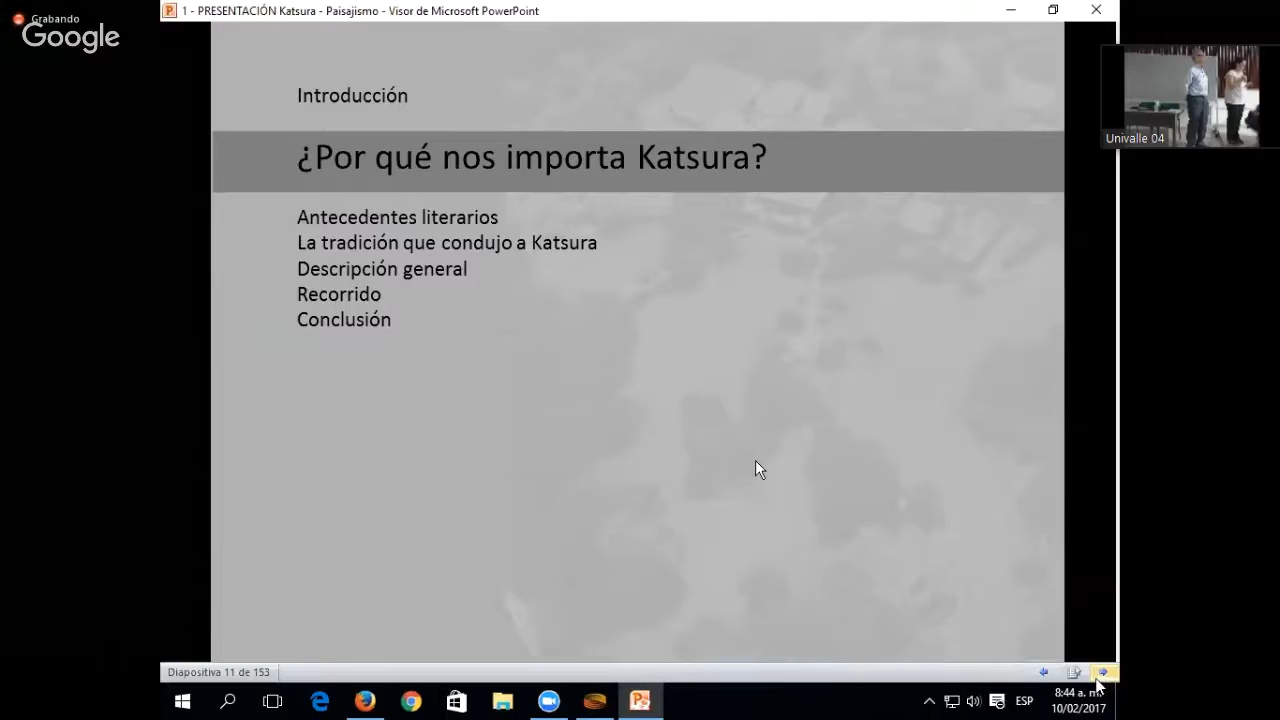 1 - PRESENTACIÓN Katsura - Paisajismo - Visor de Microsoft PowerPoint
Grabando
Google
Introducción
¿Por qué nos importa Katsura?
Antecedentes literarios
La tradición que condujo a Katsura
Descripción general
Recorrido
Conclusión
Univalle 04
Diapositiva 11 de 153
ESP
8:44 a. m.
10/02/2017